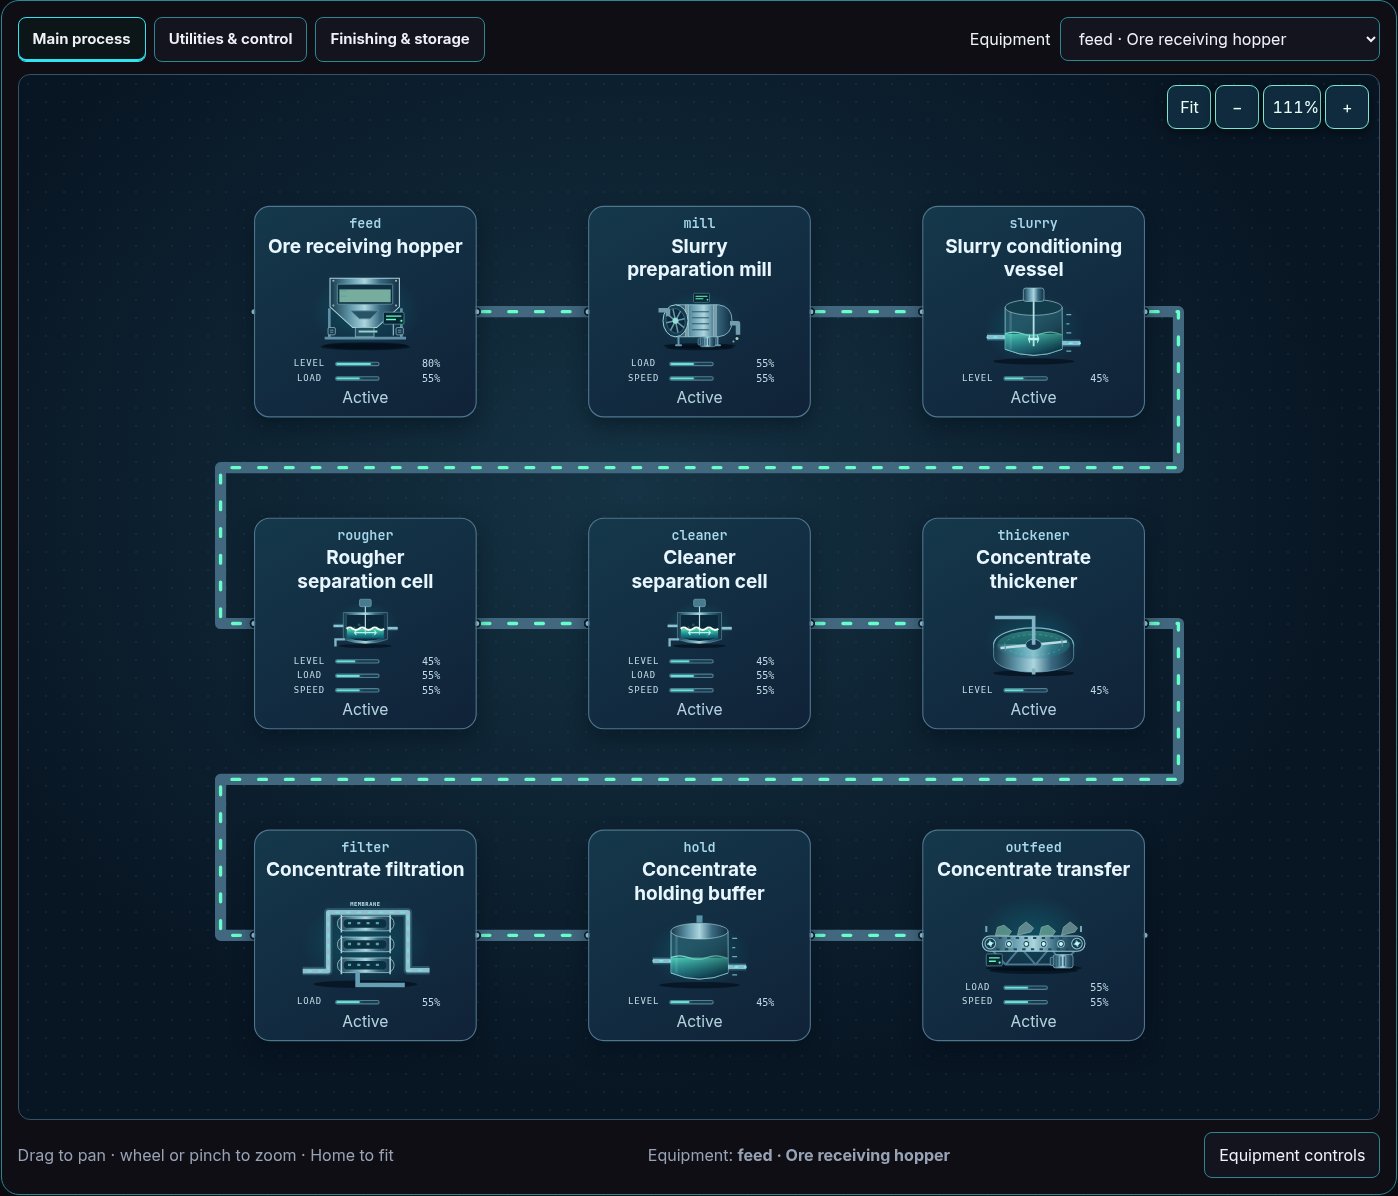 Main process
Utilities & control
Finishing & storage
Equipment
feed · Ore receiving hopper
Fit
−
111%
+
feed
Ore receiving hopper
LEVEL 80%
LOAD 55%
Active
mill
Slurry
preparation mill
LOAD 55%
SPEED 55%
Active
slurry
Slurry conditioning
vessel
LEVEL 45%
Active
rougher
Rougher
separation cell
LEVEL 45%
LOAD 55%
SPEED 55%
Active
cleaner
Cleaner
separation cell
LEVEL 45%
LOAD 55%
SPEED 55%
Active
thickener
Concentrate
thickener
LEVEL 45%
Active
filter
Concentrate filtration
MEMBRANE
LOAD 55%
Active
hold
Concentrate
holding buffer
LEVEL 45%
Active
outfeed
Concentrate transfer
LOAD 55%
SPEED 55%
Active
Drag to pan · wheel or pinch to zoom · Home to fit
Equipment: feed · Ore receiving hopper
Equipment controls